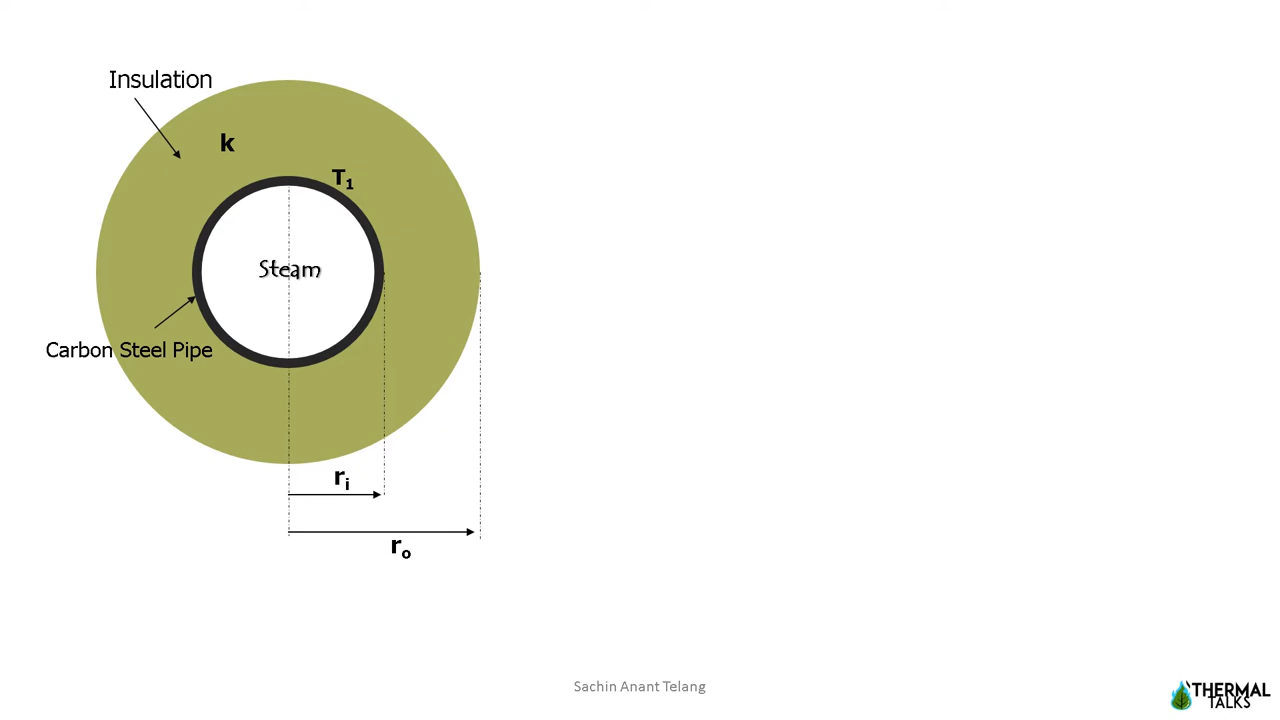 Insulation
k
T1
Steam
Carbon Steel Pipe
ri
ro
Sachin Anant Telang
THERMAL
TALKS